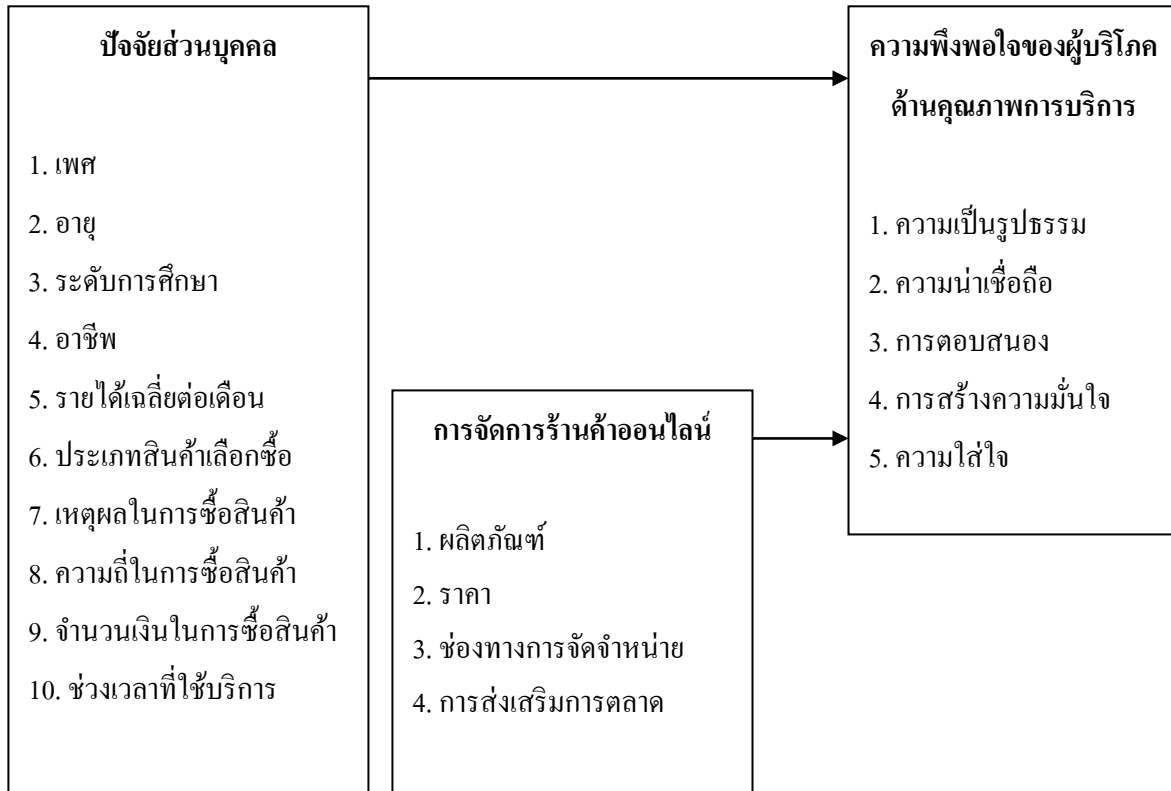 ปัจจัยส่วนบุคคล
1. เพศ
2. อายุ
3. ระดับการศึกษา
4. อาชีพ
5. รายได้เฉลี่ยต่อเดือน
6. ประเภทสินค้าเลือกซื้อ
7. เหตุผลในการซื้อสินค้า
8. ความถี่ในการซื้อสินค้า
9. จำนวนเงินในการซื้อสินค้า
10. ช่วงเวลาที่ใช้บริการ
การจัดการร้านค้าออนไลน์
1. ผลิตภัณฑ์
2. ราคา
3. ช่องทางการจัดจำหน่าย
4. การส่งเสริมการตลาด
ความพึงพอใจของผู้บริโภค
ด้านคุณภาพการบริการ
1. ความเป็นรูปธรรม
2. ความน่าเชื่อถือ
3. การตอบสนอง
4. การสร้างความมั่นใจ
5. ความใส่ใจ